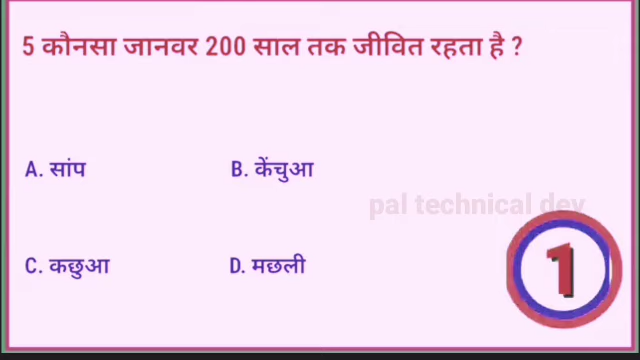 5 कौनसा जानवर 200 साल तक जीवित रहता है ?
A. सांप B. केंचुआ
pal technical dev
C. कछुआ D. मछली
1